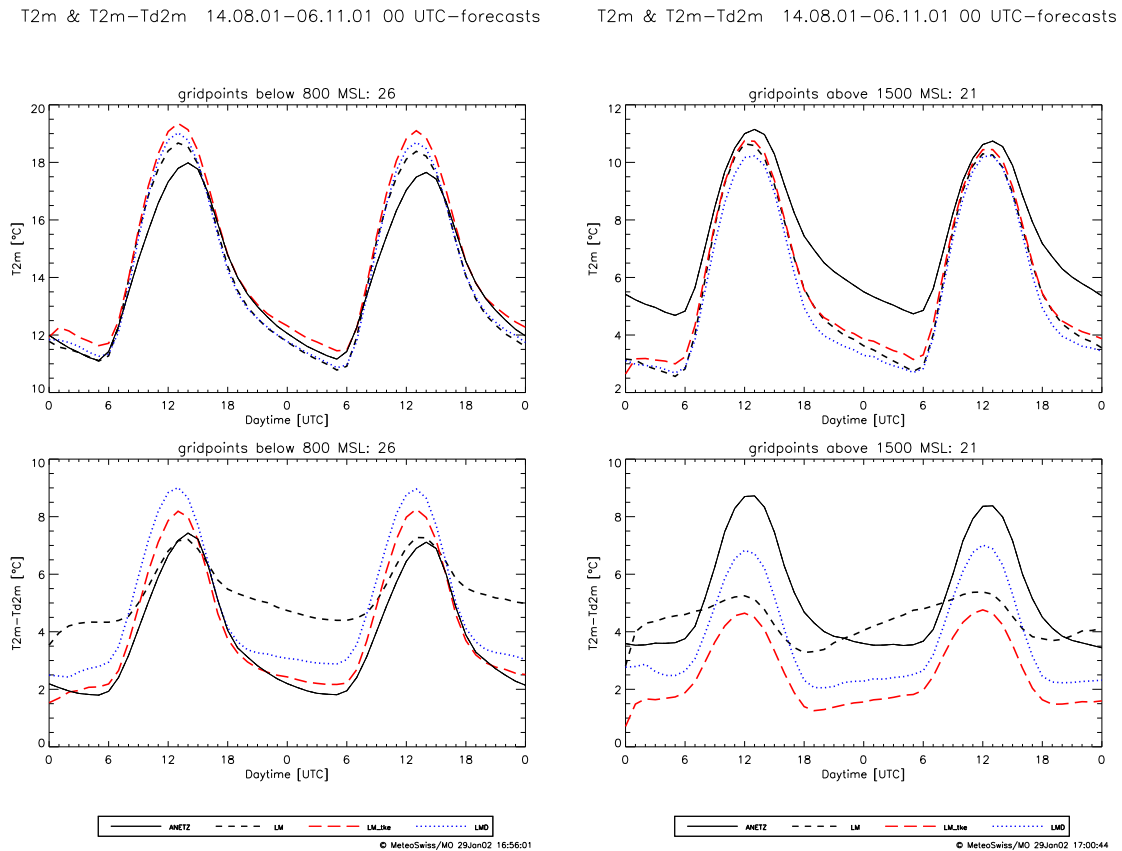 T2m & T2m−Td2m 14.08.01−06.11.01 00 UTC−forecasts
gridpoints below 800 MSL: 26
20
18
16
14
12
10
T2m [°C]
0 6 12 18 0 6 12 18 0
Daytime [UTC]
gridpoints below 800 MSL: 26
10
8
6
4
2
0
T2m−Td2m [°C]
0 6 12 18 0 6 12 18 0
Daytime [UTC]
ANETZ LM LM_tke LMD
© MeteoSwiss/MO 29Jan02 16:56:01
T2m & T2m−Td2m 14.08.01−06.11.01 00 UTC−forecasts
gridpoints above 1500 MSL: 21
12
10
8
6
4
2
T2m [°C]
0 6 12 18 0 6 12 18 0
Daytime [UTC]
gridpoints above 1500 MSL: 21
10
8
6
4
2
0
T2m−Td2m [°C]
0 6 12 18 0 6 12 18 0
Daytime [UTC]
ANETZ LM LM_tke LMD
© MeteoSwiss/MO 29Jan02 17:00:44